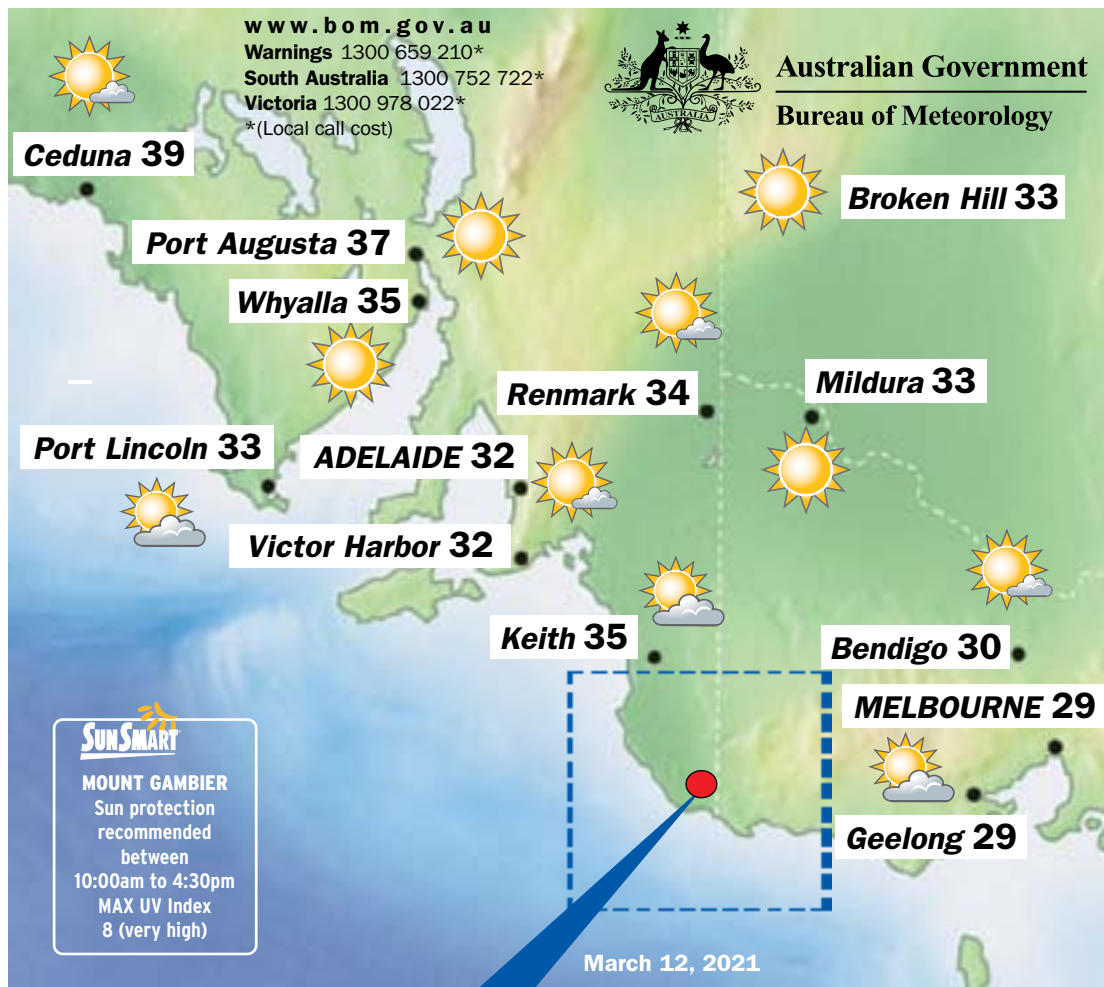 www.bom.gov.au
Warnings 1300 659 210*
South Australia 1300 752 722*
Victoria 1300 978 022*
*(Local call cost)
AUSTRALIA
Australian Government
Bureau of Meteorology
Ceduna 39
Broken Hill 33
Port Augusta 37
Whyalla 35
Renmark 34
Mildura 33
Port Lincoln 33
ADELAIDE 32
Victor Harbor 32
Keith 35
Bendigo 30
MELBOURNE 29
Geelong 29
SUNSMART
MOUNT GAMBIER
Sun protection
recommended
between
10:00am to 4:30pm
MAX UV Index
8 (very high)
March 12, 2021